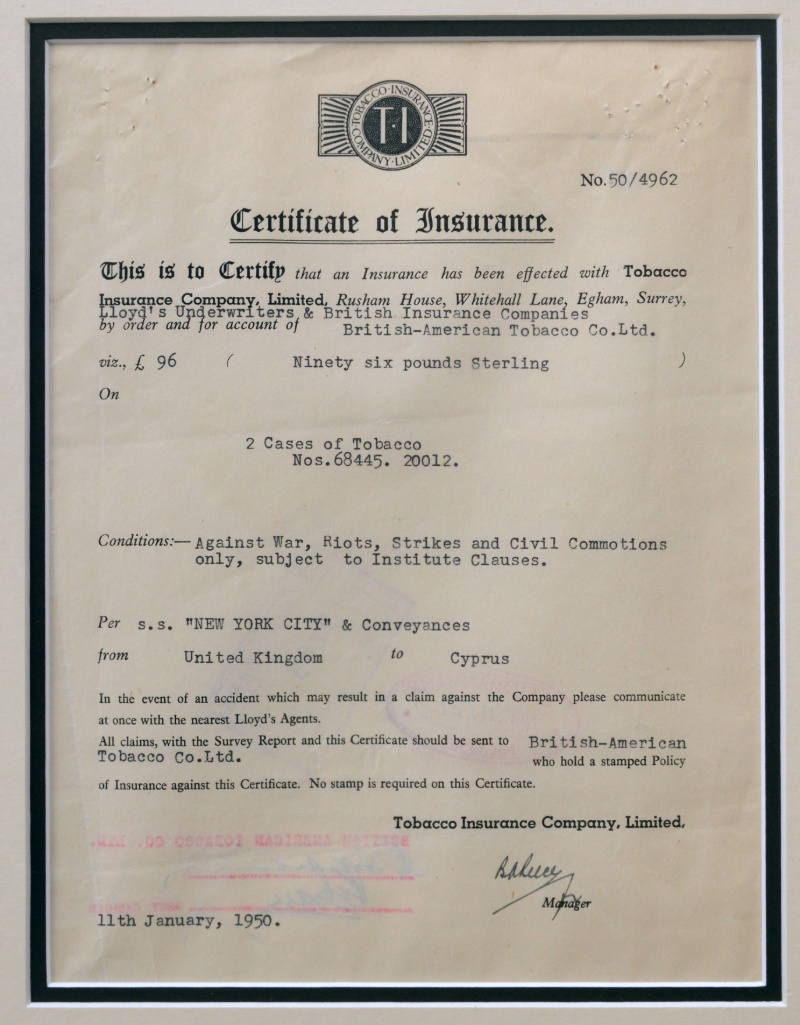 TOBACCO·INSURANCE·COMPANY·LIMITED·
T·I
No. 50/4962
Certificate of Insurance.
This is to Certify that an Insurance has been effected with Tobacco
Insurance Company, Limited, Rusham House, Whitehall Lane, Egham, Surrey,
Lloyd's Underwriters & British Insurance Companies
by order and for account of British-American Tobacco Co.Ltd.
viz., £ 96 ( Ninety six pounds Sterling )
On
2 Cases of Tobacco
Nos.68445. 20012.
Conditions:— Against War, Riots, Strikes and Civil Commotions
only, subject to Institute Clauses.
Per s.s. "NEW YORK CITY" & Conveyances
from United Kingdom to Cyprus
In the event of an accident which may result in a claim against the Company please communicate
at once with the nearest Lloyd's Agents.
All claims, with the Survey Report and this Certificate should be sent to British-American
Tobacco Co.Ltd. who hold a stamped Policy
of Insurance against this Certificate. No stamp is required on this Certificate.
Tobacco Insurance Company, Limited,
BRITISH AMERICAN TOBACCO CO. LTD.
Manager
11th January, 1950.